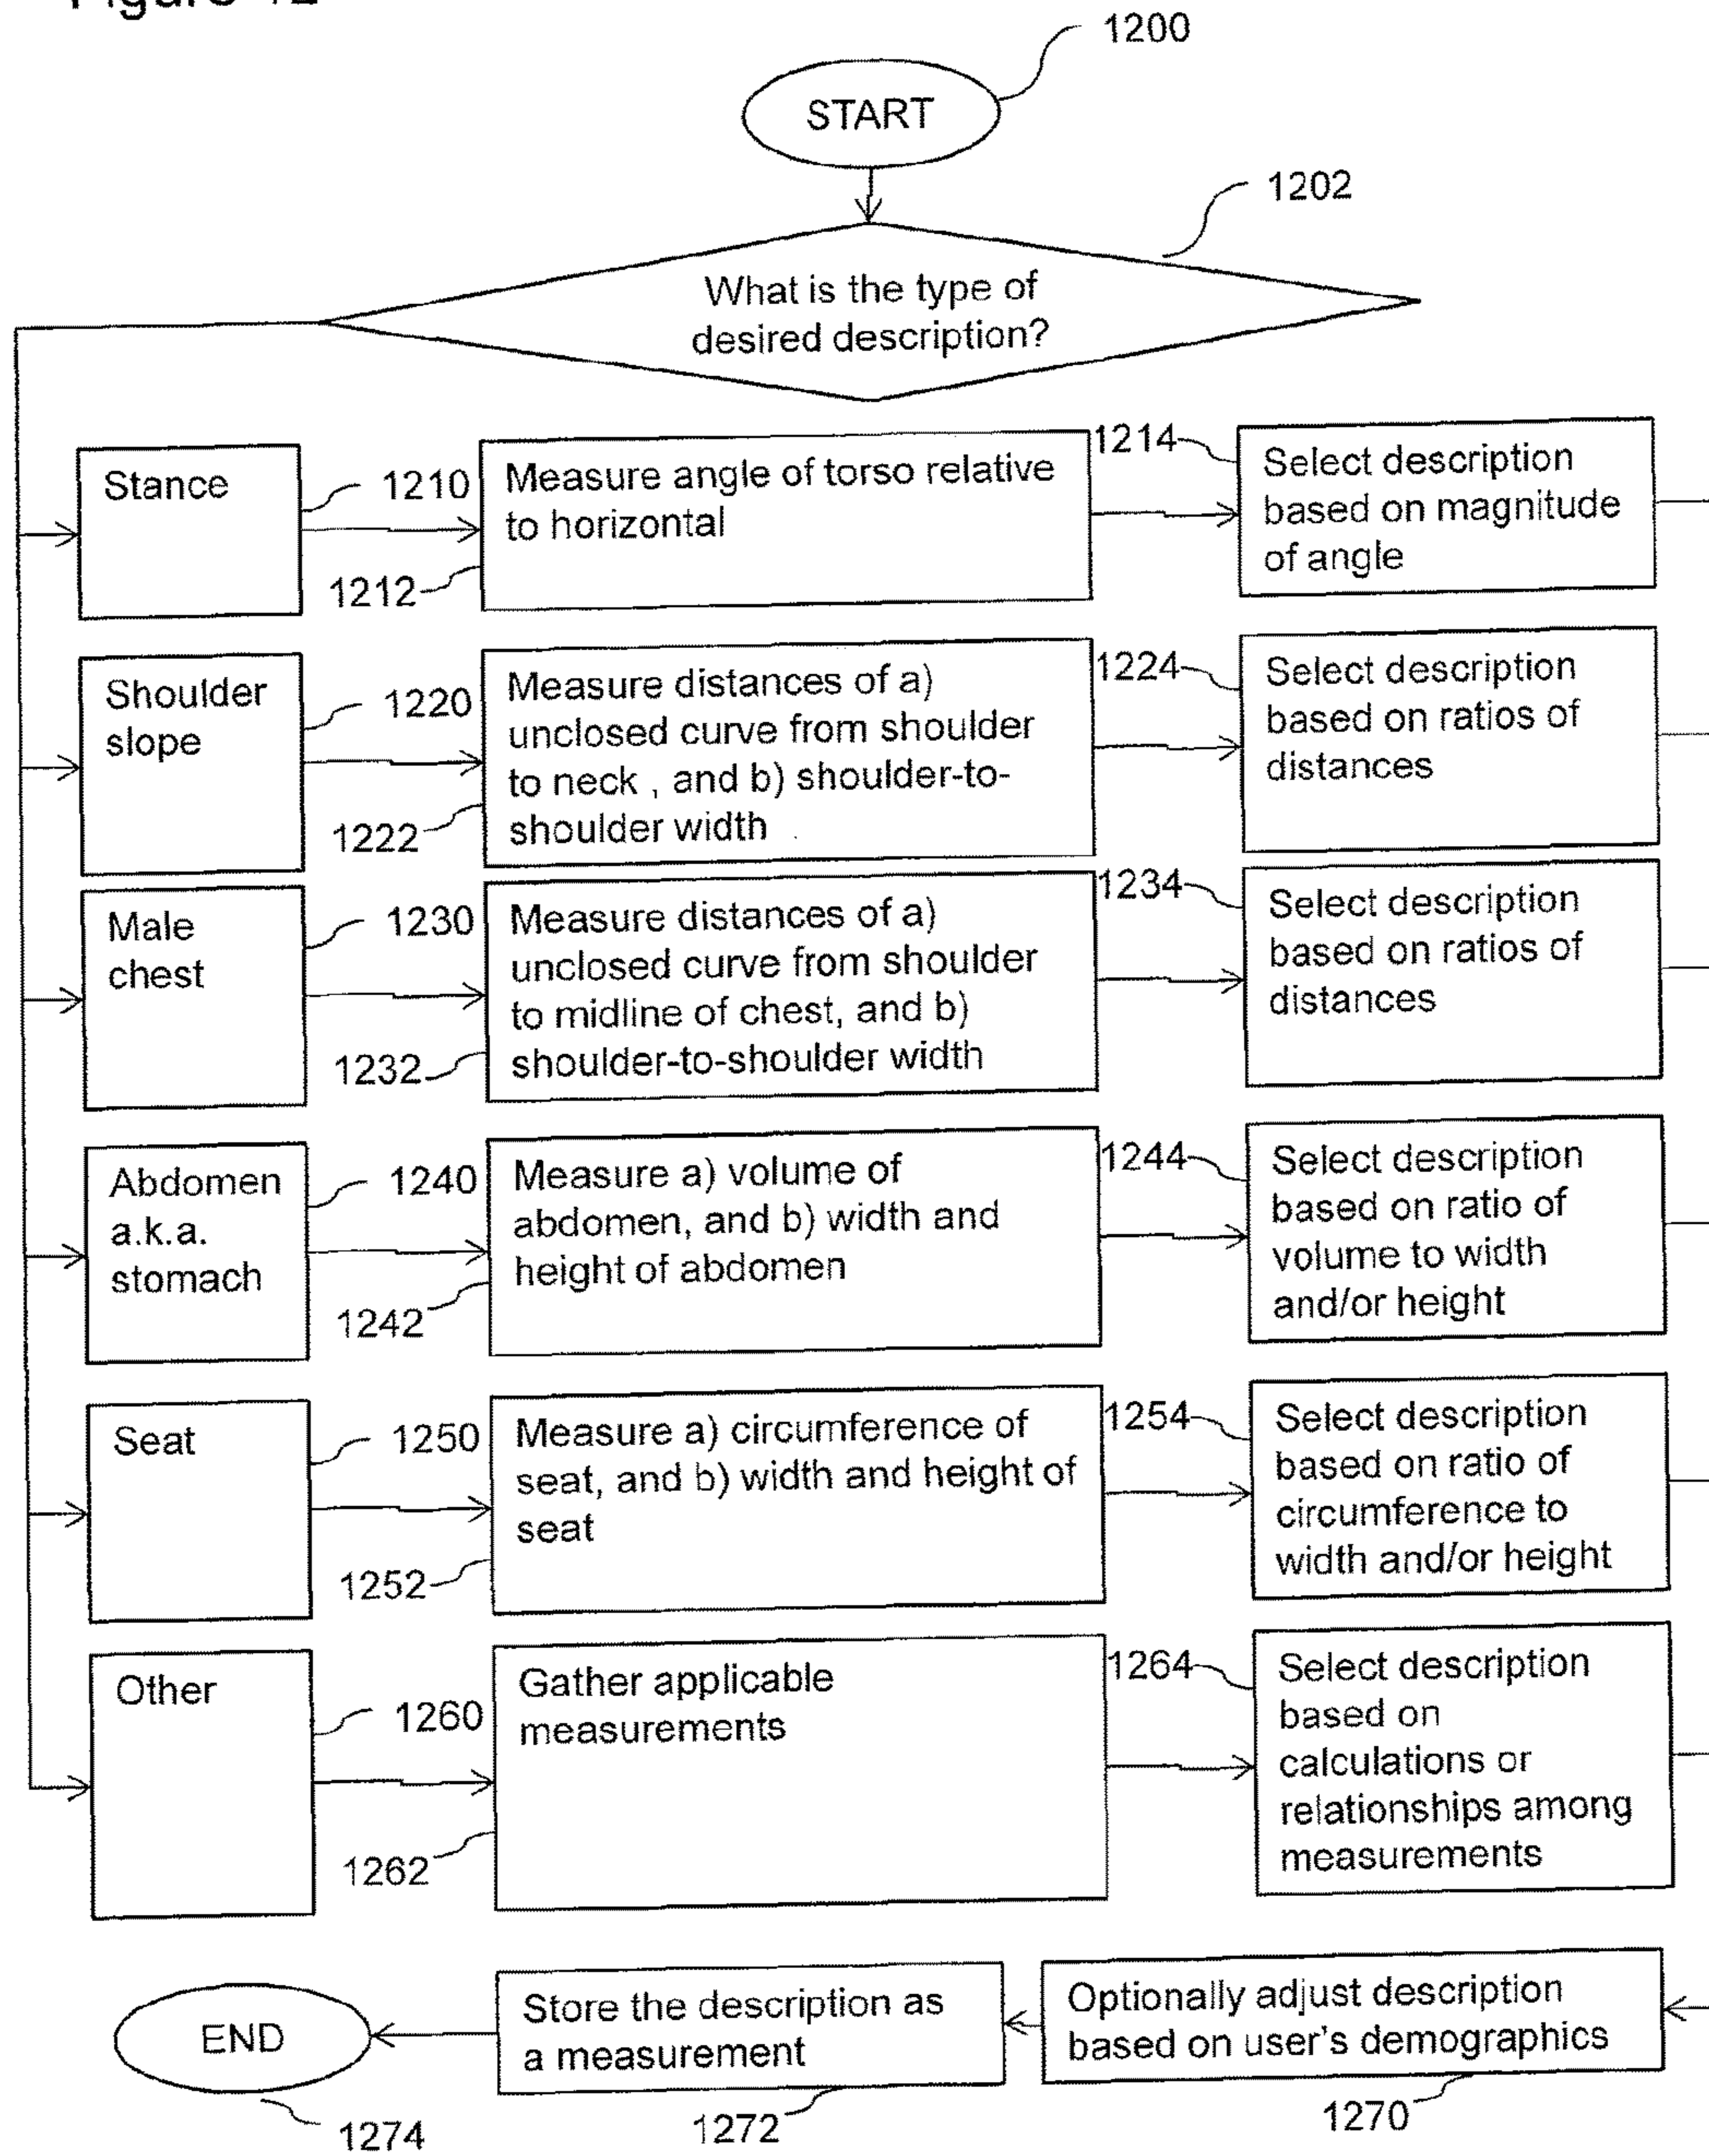 Figure 12
1200
START
1202
What is the type of
desired description?
Stance
1210
1212
Measure angle of torso relative
to horizontal
1214
Select description
based on magnitude
of angle
Shoulder
slope
1220
1222
Measure distances of a)
unclosed curve from shoulder
to neck , and b) shoulder-to-
shoulder width
1224
Select description
based on ratios of
distances
Male
chest
1230
1232
Measure distances of a)
unclosed curve from shoulder
to midline of chest, and b)
shoulder-to-shoulder width
1234
Select description
based on ratios of
distances
Abdomen
a.k.a.
stomach
1240
1242
Measure a) volume of
abdomen, and b) width and
height of abdomen
1244
Select description
based on ratio of
volume to width
and/or height
Seat
1250
1252
Measure a) circumference of
seat, and b) width and height of
seat
1254
Select description
based on ratio of
circumference to
width and/or height
Other
1260
1262
Gather applicable
measurements
1264
Select description
based on
calculations or
relationships among
measurements
END
1274
Store the description as
a measurement
1272
Optionally adjust description
based on user's demographics
1270